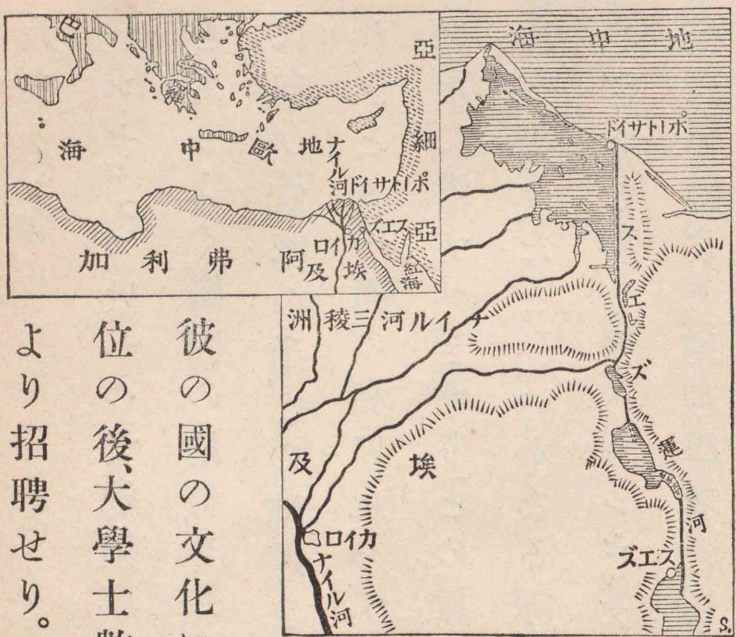 地中海
ポートサイド
スエズ運河
ナイル河三稜洲
埃及
カイロ
ナイル河
スエズ
S.
亞細亞
歐
巴
地中海
ナイル河
ポートサイド
スエズ
カイロ
埃及
紅海
阿弗利加
彼の國の文化
位の後、大學士
より招聘せり。